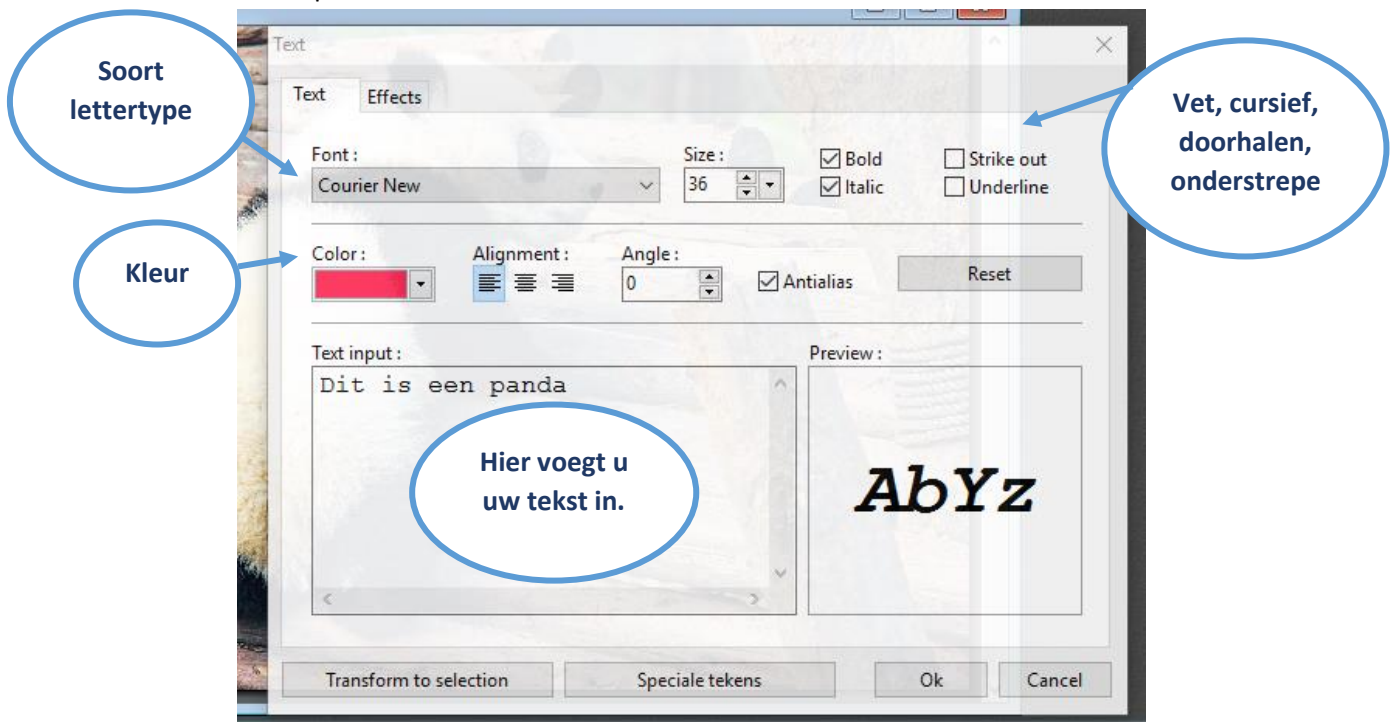 Text
Soort
lettertype
Vet, cursief,
doorhalen,
onderstrepe
Text Effects
Font :
Size :
Bold
Strike out
Courier New
36
Italic
Underline
Kleur
Color :
Alignment :
Angle :
0
Antialias
Reset
Text input :
Preview :
Dit is een panda
Hier voegt u
uw tekst in.
AbYz
Transform to selection
Speciale tekens
Ok
Cancel